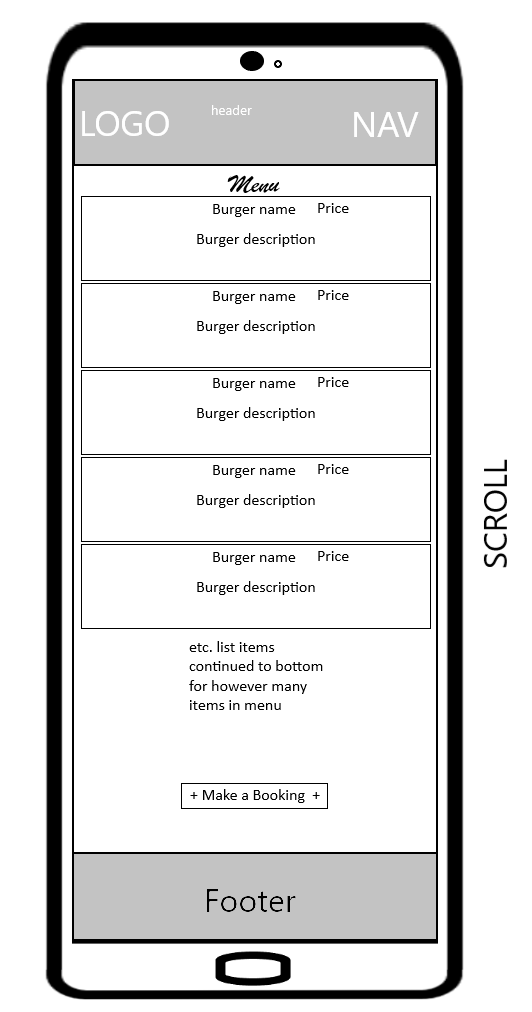 LOGO header NAV
Menu
Burger name Price
Burger description
Burger name Price
Burger description
Burger name Price
Burger description
Burger name Price
Burger description
Burger name Price
Burger description
etc. list items
continued to bottom
for however many
items in menu
+ Make a Booking +
Footer
SCROLL